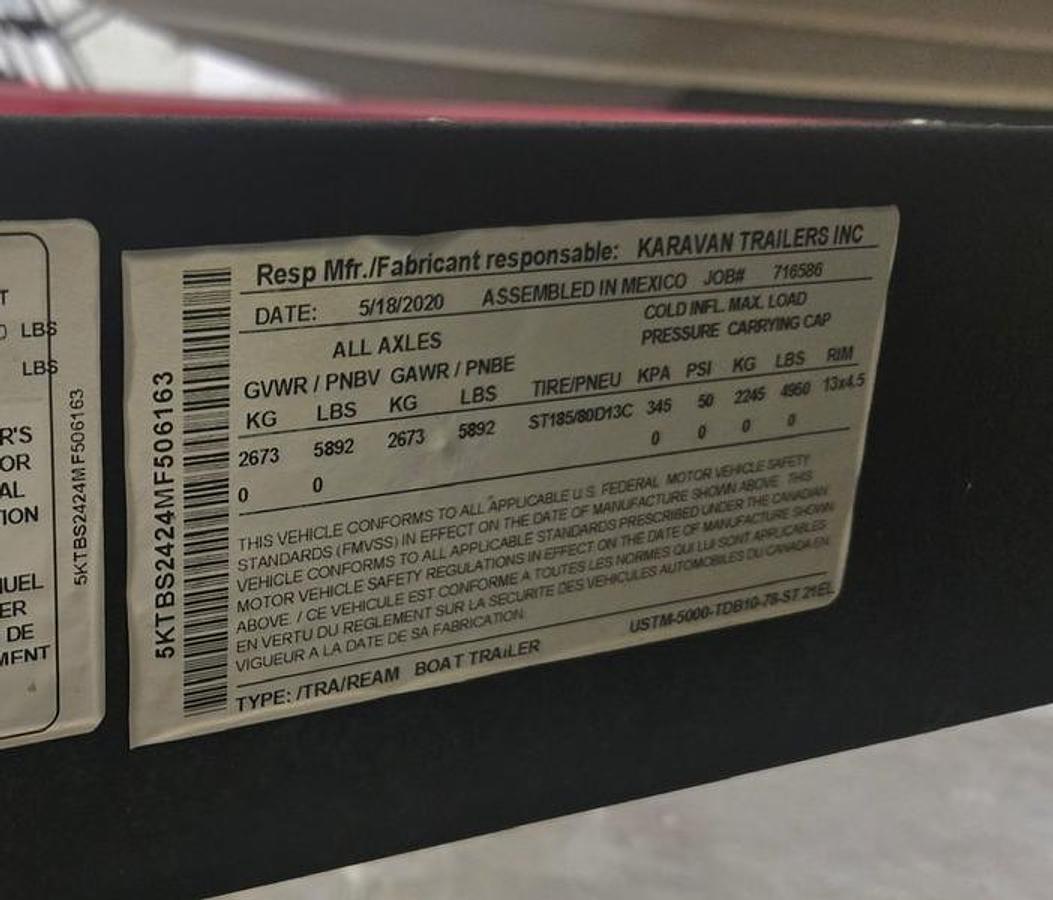 T
0 LBS
LBS
R'S
OR
AL
TION
NUEL
ER
DE
MENT
5KTBS2424MF506163
5KTBS2424MF506163
Resp Mfr./Fabricant responsable: KARAVAN TRAILERS INC
DATE: 5/18/2020 ASSEMBLED IN MEXICO JOB# 716586
ALL AXLES COLD INFL. MAX. LOAD
PRESSURE CARRYING CAP
GVWR / PNBV GAWR / PNBE TIRE/PNEU KPA PSI KG LBS RIM
KG LBS KG LBS
2673 5892 2673 5892 ST185/80D13C 345 50 2245 4950 13x4.5
0 0 0 0 0 0
THIS VEHICLE CONFORMS TO ALL APPLICABLE U.S. FEDERAL MOTOR VEHICLE SAFETY
STANDARDS (FMVSS) IN EFFECT ON THE DATE OF MANUFACTURE SHOWN ABOVE. THIS
VEHICLE CONFORMS TO ALL APPLICABLE STANDARDS PRESCRIBED UNDER THE CANADIAN
MOTOR VEHICLE SAFETY REGULATIONS IN EFFECT ON THE DATE OF MANUFACTURE SHOWN
ABOVE. / CE VEHICULE EST CONFORME A TOUTES LES NORMES QUI LUI SONT APPLICABLES
EN VERTU DU REGLEMENT SUR LA SECURITE DES VEHICULES AUTOMOBILES DU CANADA EN
VIGUEUR A LA DATE DE SA FABRICATION.
USTM-5000-TDB10-78-ST 21EL
TYPE: /TRA/REAM BOAT TRAiLER